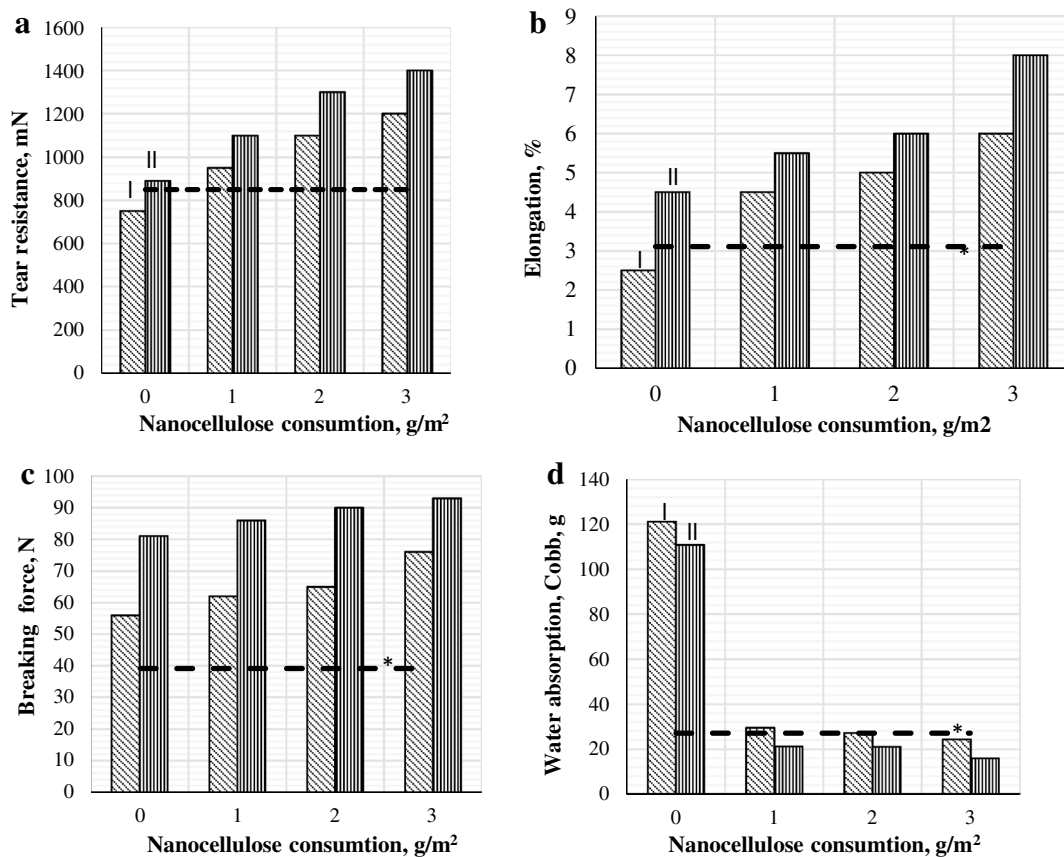 a
Tear resistance, mN
1600
1400
1200
1000
800
600
400
200
0
I
II
0 1 2 3
Nanocellulose consumtion, g/m²
b
Elongation, %
9
8
7
6
5
4
3
2
1
0
I
II
*
0 1 2 3
Nanocellulose consumtion, g/m2
c
Breaking force, N
100
90
80
70
60
50
40
30
20
10
0
*
0 1 2 3
Nanocellulose consumtion, g/m²
d
Water absorption, Cobb, g
140
120
100
80
60
40
20
0
I
II
*
0 1 2 3
Nanocellulose consumtion, g/m²